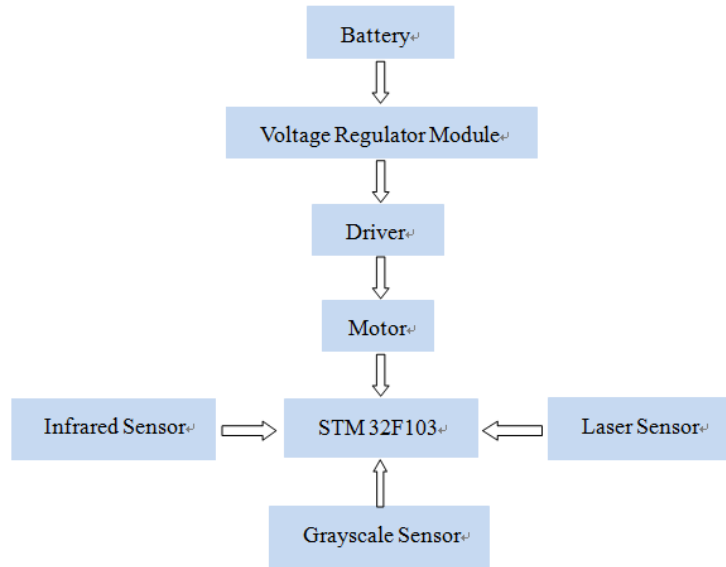 Battery
Voltage Regulator Module
Driver
Motor
Infrared Sensor
STM 32F103
Laser Sensor
Grayscale Sensor